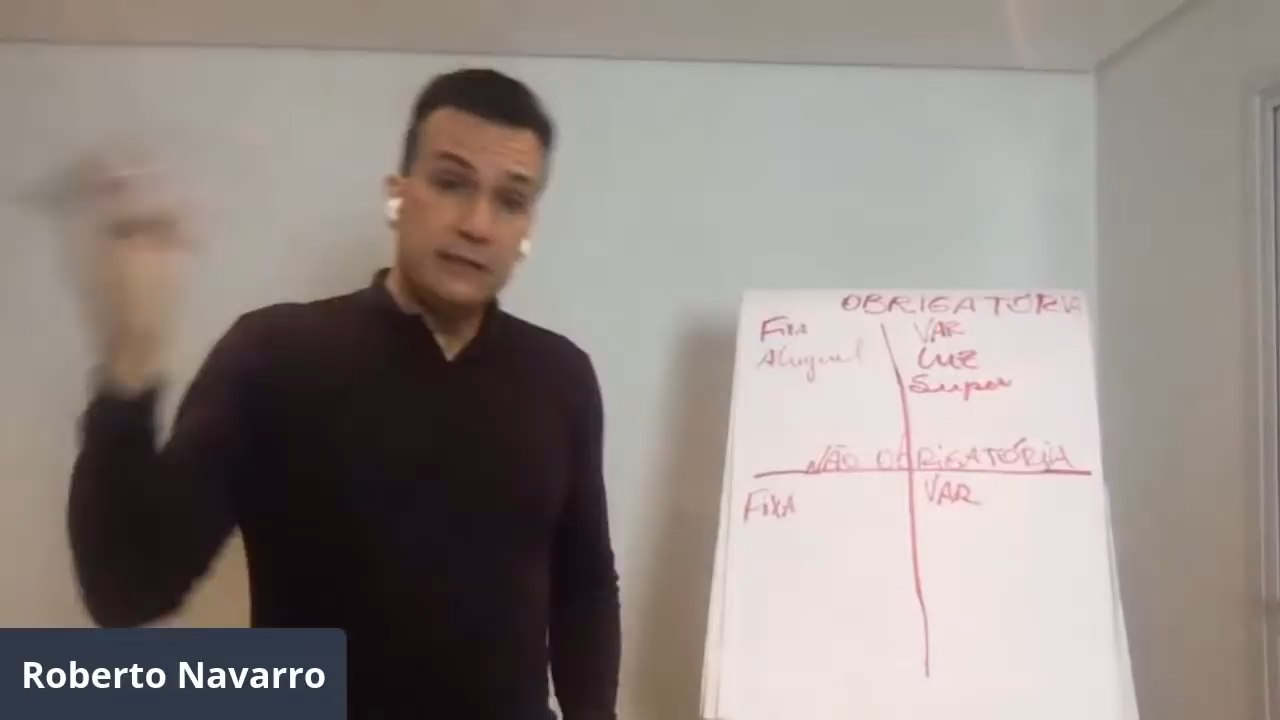 OBRIGATÓRIA
FIXA VAR
Aluguel LUZ
Super
NÃO OBRIGATÓRIA
FIXA VAR
Roberto Navarro